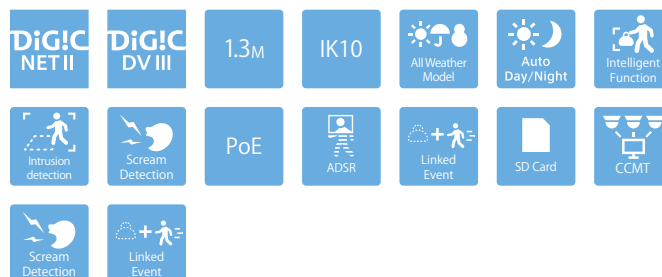 DiG!C
NET II
DiG!C
DV III
1.3M
IK10
All Weather
Model
Auto
Day/Night
Intelligent
Function
Intrusion
detection
Scream
Detection
PoE
ADSR
Linked
Event
SD Card
CCMT
Scream
Detection
Linked
Event